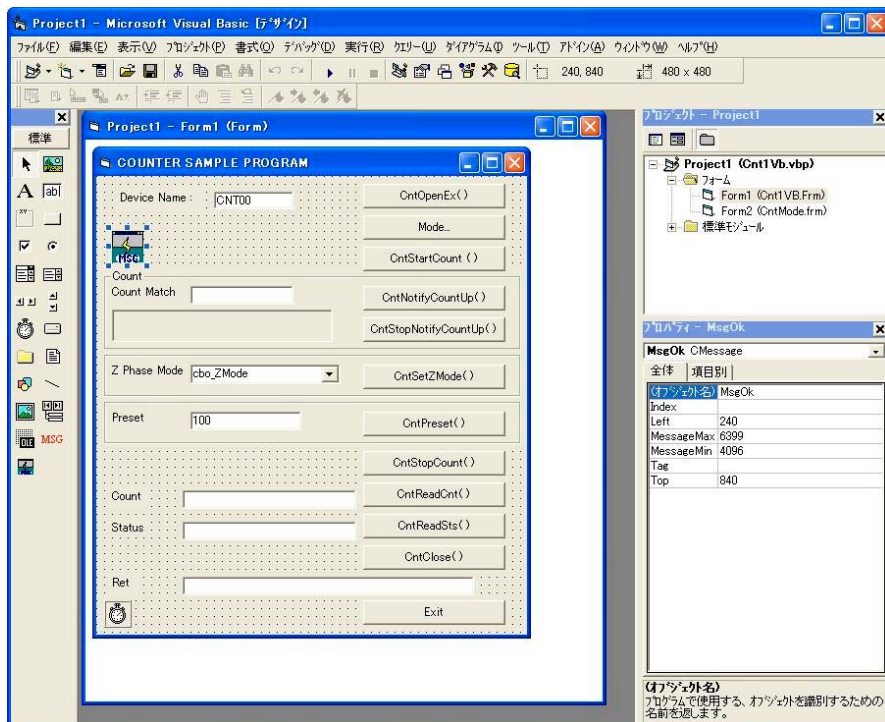 Project1 - Microsoft Visual Basic [ﾃﾞｻﾞｲﾝ]
ﾌｧｲﾙ(F) 編集(E) 表示(V) ﾌﾟﾛｼﾞｪｸﾄ(P) 書式(O) ﾃﾞﾊﾞｯｸﾞ(D) 実行(R) ｸｴﾘｰ(U) ﾀﾞｲｱｸﾞﾗﾑ(I) ﾂｰﾙ(T) ｱﾄﾞｲﾝ(A) ｳｨﾝﾄﾞｳ(W) ﾍﾙﾌﾟ(H)
240, 840
480 x 480
標準
A
ab
MSG
Project1 - Form1 (Form)
COUNTER SAMPLE PROGRAM
Device Name :
CNT00
CntOpenEx()
Mode...
MSG
CntStartCount ()
Count
Count Match
CntNotifyCountUp()
CntStopNotifyCountUp()
Z Phase Mode
cbo_ZMode
CntSetZMode()
Preset
100
CntPreset()
CntStopCount()
Count
CntReadCnt()
Status
CntReadSts()
CntClose()
Ret
Exit
ﾌﾟﾛｼﾞｪｸﾄ - Project1
Project1 (Cnt1Vb.vbp)
ﾌｫｰﾑ
Form1 (Cnt1VB.Frm)
Form2 (CntMode.frm)
標準ﾓｼﾞｭｰﾙ
ﾌﾟﾛﾊﾟﾃｨ - MsgOk
MsgOk CMessage
全体
項目別
(ｵﾌﾞｼﾞｪｸﾄ名) MsgOk
Index
Left 240
MessageMax 6399
MessageMin 4096
Tag
Top 840
(ｵﾌﾞｼﾞｪｸﾄ名)
ﾌﾟﾛｸﾞﾗﾑで使用する、ｵﾌﾞｼﾞｪｸﾄを識別するための
名前を返します。